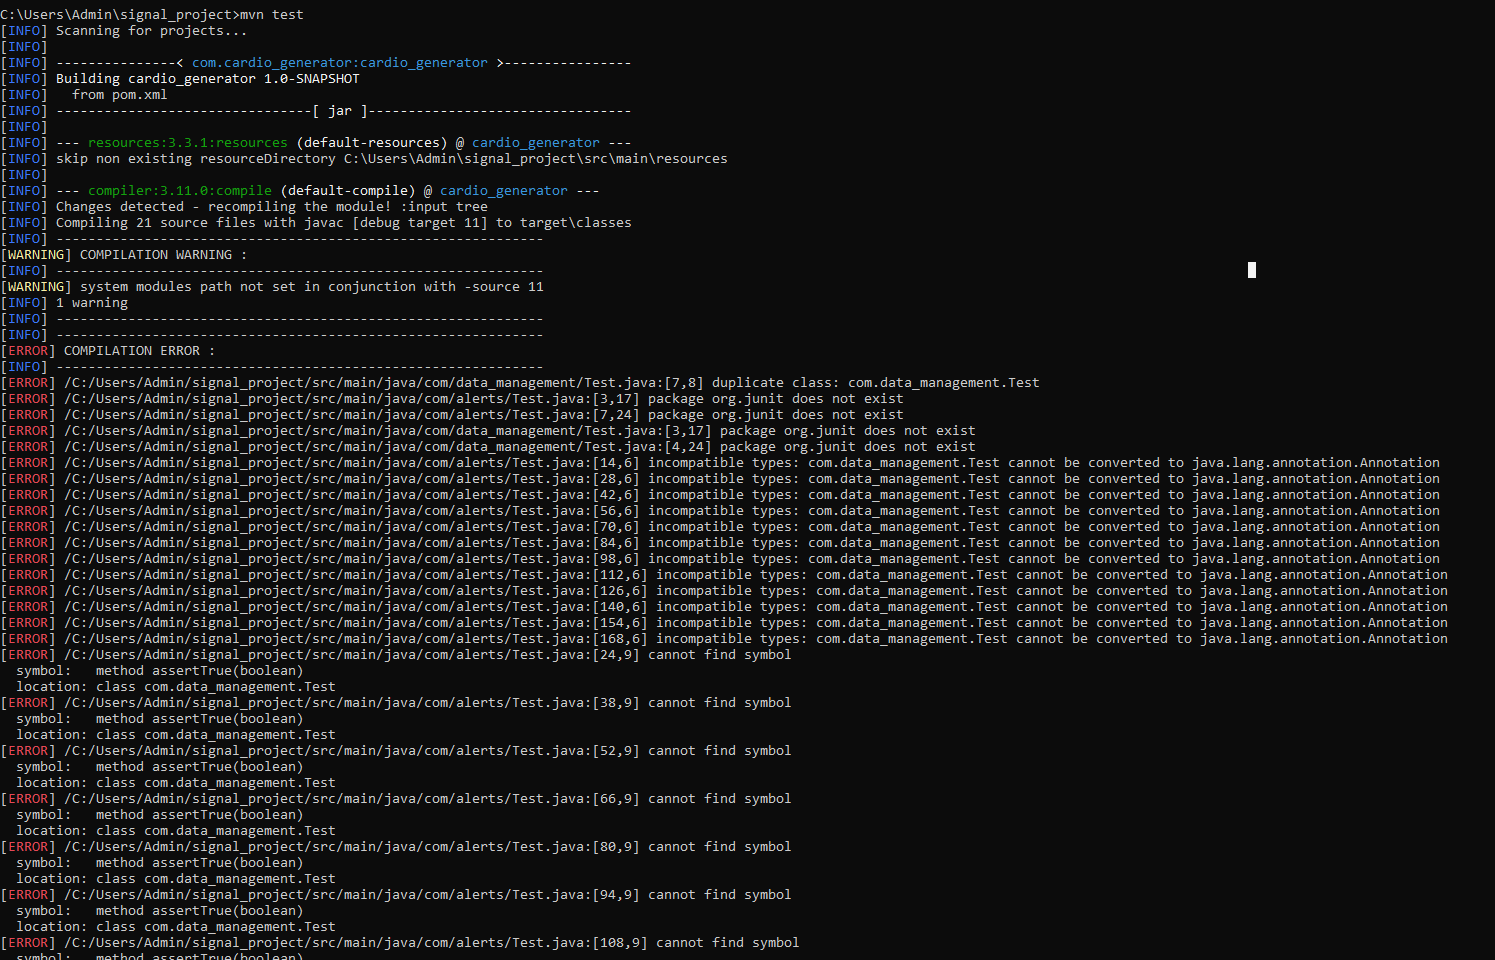 C:\Users\Admin\signal_project>mvn test
[INFO] Scanning for projects...
[INFO]
[INFO] ---------------< com.cardio_generator:cardio_generator >----------------
[INFO] Building cardio_generator 1.0-SNAPSHOT
[INFO]   from pom.xml
[INFO] --------------------------------[ jar ]---------------------------------
[INFO]
[INFO] --- resources:3.3.1:resources (default-resources) @ cardio_generator ---
[INFO] skip non existing resourceDirectory C:\Users\Admin\signal_project\src\main\resources
[INFO]
[INFO] --- compiler:3.11.0:compile (default-compile) @ cardio_generator ---
[INFO] Changes detected - recompiling the module! :input tree
[INFO] Compiling 21 source files with javac [debug target 11] to target\classes
[INFO] -------------------------------------------------------------
[WARNING] COMPILATION WARNING :
[INFO] -------------------------------------------------------------
[WARNING] system modules path not set in conjunction with -source 11
[INFO] 1 warning
[INFO] -------------------------------------------------------------
[INFO] -------------------------------------------------------------
[ERROR] COMPILATION ERROR :
[INFO] -------------------------------------------------------------
[ERROR] /C:/Users/Admin/signal_project/src/main/java/com/data_management/Test.java:[7,8] duplicate class: com.data_management.Test
[ERROR] /C:/Users/Admin/signal_project/src/main/java/com/alerts/Test.java:[3,17] package org.junit does not exist
[ERROR] /C:/Users/Admin/signal_project/src/main/java/com/alerts/Test.java:[7,24] package org.junit does not exist
[ERROR] /C:/Users/Admin/signal_project/src/main/java/com/data_management/Test.java:[3,17] package org.junit does not exist
[ERROR] /C:/Users/Admin/signal_project/src/main/java/com/data_management/Test.java:[4,24] package org.junit does not exist
[ERROR] /C:/Users/Admin/signal_project/src/main/java/com/alerts/Test.java:[14,6] incompatible types: com.data_management.Test cannot be converted to java.lang.annotation.Annotation
[ERROR] /C:/Users/Admin/signal_project/src/main/java/com/alerts/Test.java:[28,6] incompatible types: com.data_management.Test cannot be converted to java.lang.annotation.Annotation
[ERROR] /C:/Users/Admin/signal_project/src/main/java/com/alerts/Test.java:[42,6] incompatible types: com.data_management.Test cannot be converted to java.lang.annotation.Annotation
[ERROR] /C:/Users/Admin/signal_project/src/main/java/com/alerts/Test.java:[56,6] incompatible types: com.data_management.Test cannot be converted to java.lang.annotation.Annotation
[ERROR] /C:/Users/Admin/signal_project/src/main/java/com/alerts/Test.java:[70,6] incompatible types: com.data_management.Test cannot be converted to java.lang.annotation.Annotation
[ERROR] /C:/Users/Admin/signal_project/src/main/java/com/alerts/Test.java:[84,6] incompatible types: com.data_management.Test cannot be converted to java.lang.annotation.Annotation
[ERROR] /C:/Users/Admin/signal_project/src/main/java/com/alerts/Test.java:[98,6] incompatible types: com.data_management.Test cannot be converted to java.lang.annotation.Annotation
[ERROR] /C:/Users/Admin/signal_project/src/main/java/com/alerts/Test.java:[112,6] incompatible types: com.data_management.Test cannot be converted to java.lang.annotation.Annotation
[ERROR] /C:/Users/Admin/signal_project/src/main/java/com/alerts/Test.java:[126,6] incompatible types: com.data_management.Test cannot be converted to java.lang.annotation.Annotation
[ERROR] /C:/Users/Admin/signal_project/src/main/java/com/alerts/Test.java:[140,6] incompatible types: com.data_management.Test cannot be converted to java.lang.annotation.Annotation
[ERROR] /C:/Users/Admin/signal_project/src/main/java/com/alerts/Test.java:[154,6] incompatible types: com.data_management.Test cannot be converted to java.lang.annotation.Annotation
[ERROR] /C:/Users/Admin/signal_project/src/main/java/com/alerts/Test.java:[168,6] incompatible types: com.data_management.Test cannot be converted to java.lang.annotation.Annotation
[ERROR] /C:/Users/Admin/signal_project/src/main/java/com/alerts/Test.java:[24,9] cannot find symbol
  symbol:   method assertTrue(boolean)
  location: class com.data_management.Test
[ERROR] /C:/Users/Admin/signal_project/src/main/java/com/alerts/Test.java:[38,9] cannot find symbol
  symbol:   method assertTrue(boolean)
  location: class com.data_management.Test
[ERROR] /C:/Users/Admin/signal_project/src/main/java/com/alerts/Test.java:[52,9] cannot find symbol
  symbol:   method assertTrue(boolean)
  location: class com.data_management.Test
[ERROR] /C:/Users/Admin/signal_project/src/main/java/com/alerts/Test.java:[66,9] cannot find symbol
  symbol:   method assertTrue(boolean)
  location: class com.data_management.Test
[ERROR] /C:/Users/Admin/signal_project/src/main/java/com/alerts/Test.java:[80,9] cannot find symbol
  symbol:   method assertTrue(boolean)
  location: class com.data_management.Test
[ERROR] /C:/Users/Admin/signal_project/src/main/java/com/alerts/Test.java:[94,9] cannot find symbol
  symbol:   method assertTrue(boolean)
  location: class com.data_management.Test
[ERROR] /C:/Users/Admin/signal_project/src/main/java/com/alerts/Test.java:[108,9] cannot find symbol
  symbol:   method assertTrue(boolean)